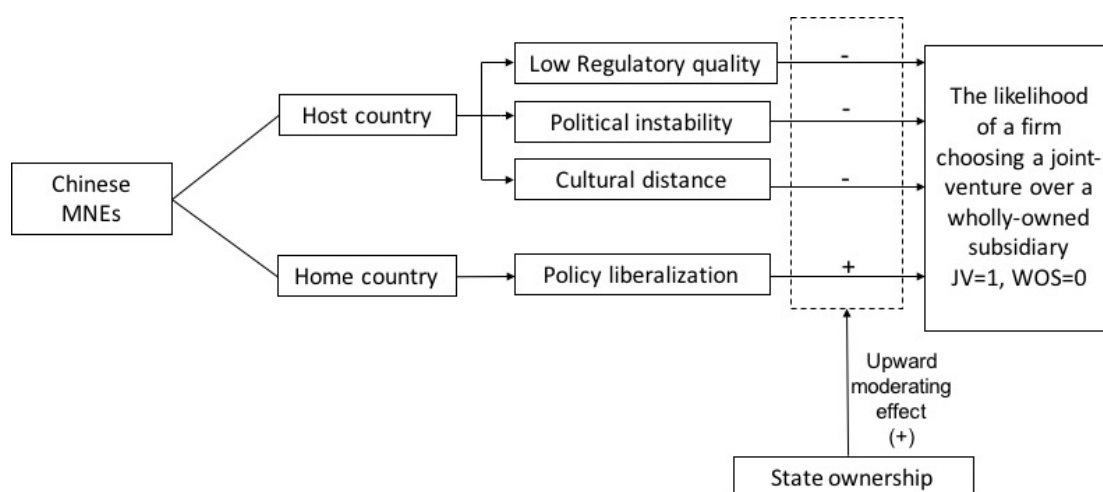 Chinese
MNEs
Host country
Home country
Low Regulatory quality
Political instability
Cultural distance
Policy liberalization
-
-
-
+
The likelihood
of a firm
choosing a joint-
venture over a
wholly-owned
subsidiary
JV=1, WOS=0
Upward
moderating
effect
(+)
State ownership